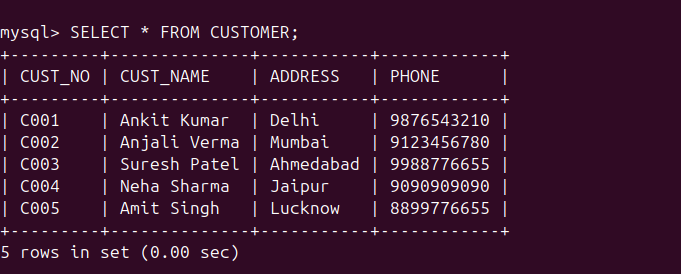 mysql> SELECT * FROM CUSTOMER;
+---------+--------------+-----------+------------+
| CUST_NO | CUST_NAME    | ADDRESS   | PHONE      |
+---------+--------------+-----------+------------+
| C001    | Ankit Kumar  | Delhi     | 9876543210 |
| C002    | Anjali Verma | Mumbai    | 9123456780 |
| C003    | Suresh Patel | Ahmedabad | 9988776655 |
| C004    | Neha Sharma  | Jaipur    | 9090909090 |
| C005    | Amit Singh   | Lucknow   | 8899776655 |
+---------+--------------+-----------+------------+
5 rows in set (0.00 sec)